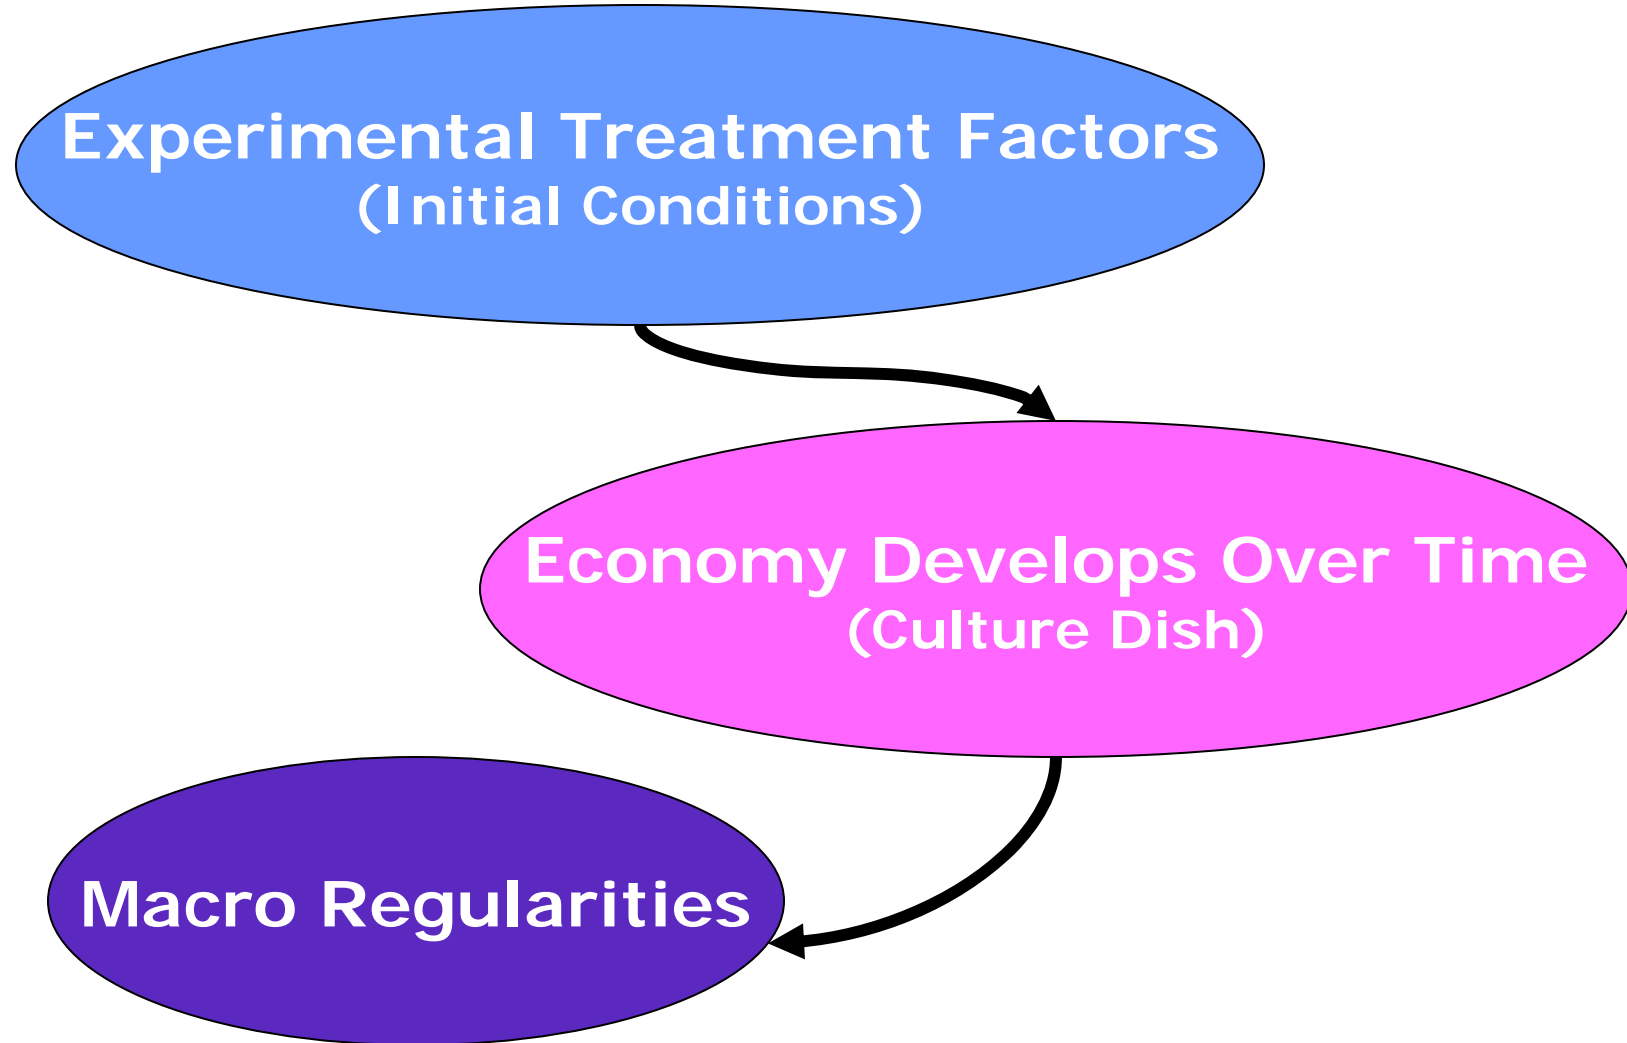 Experimental Treatment Factors
(Initial Conditions)
Economy Develops Over Time
(Culture Dish)
Macro Regularities